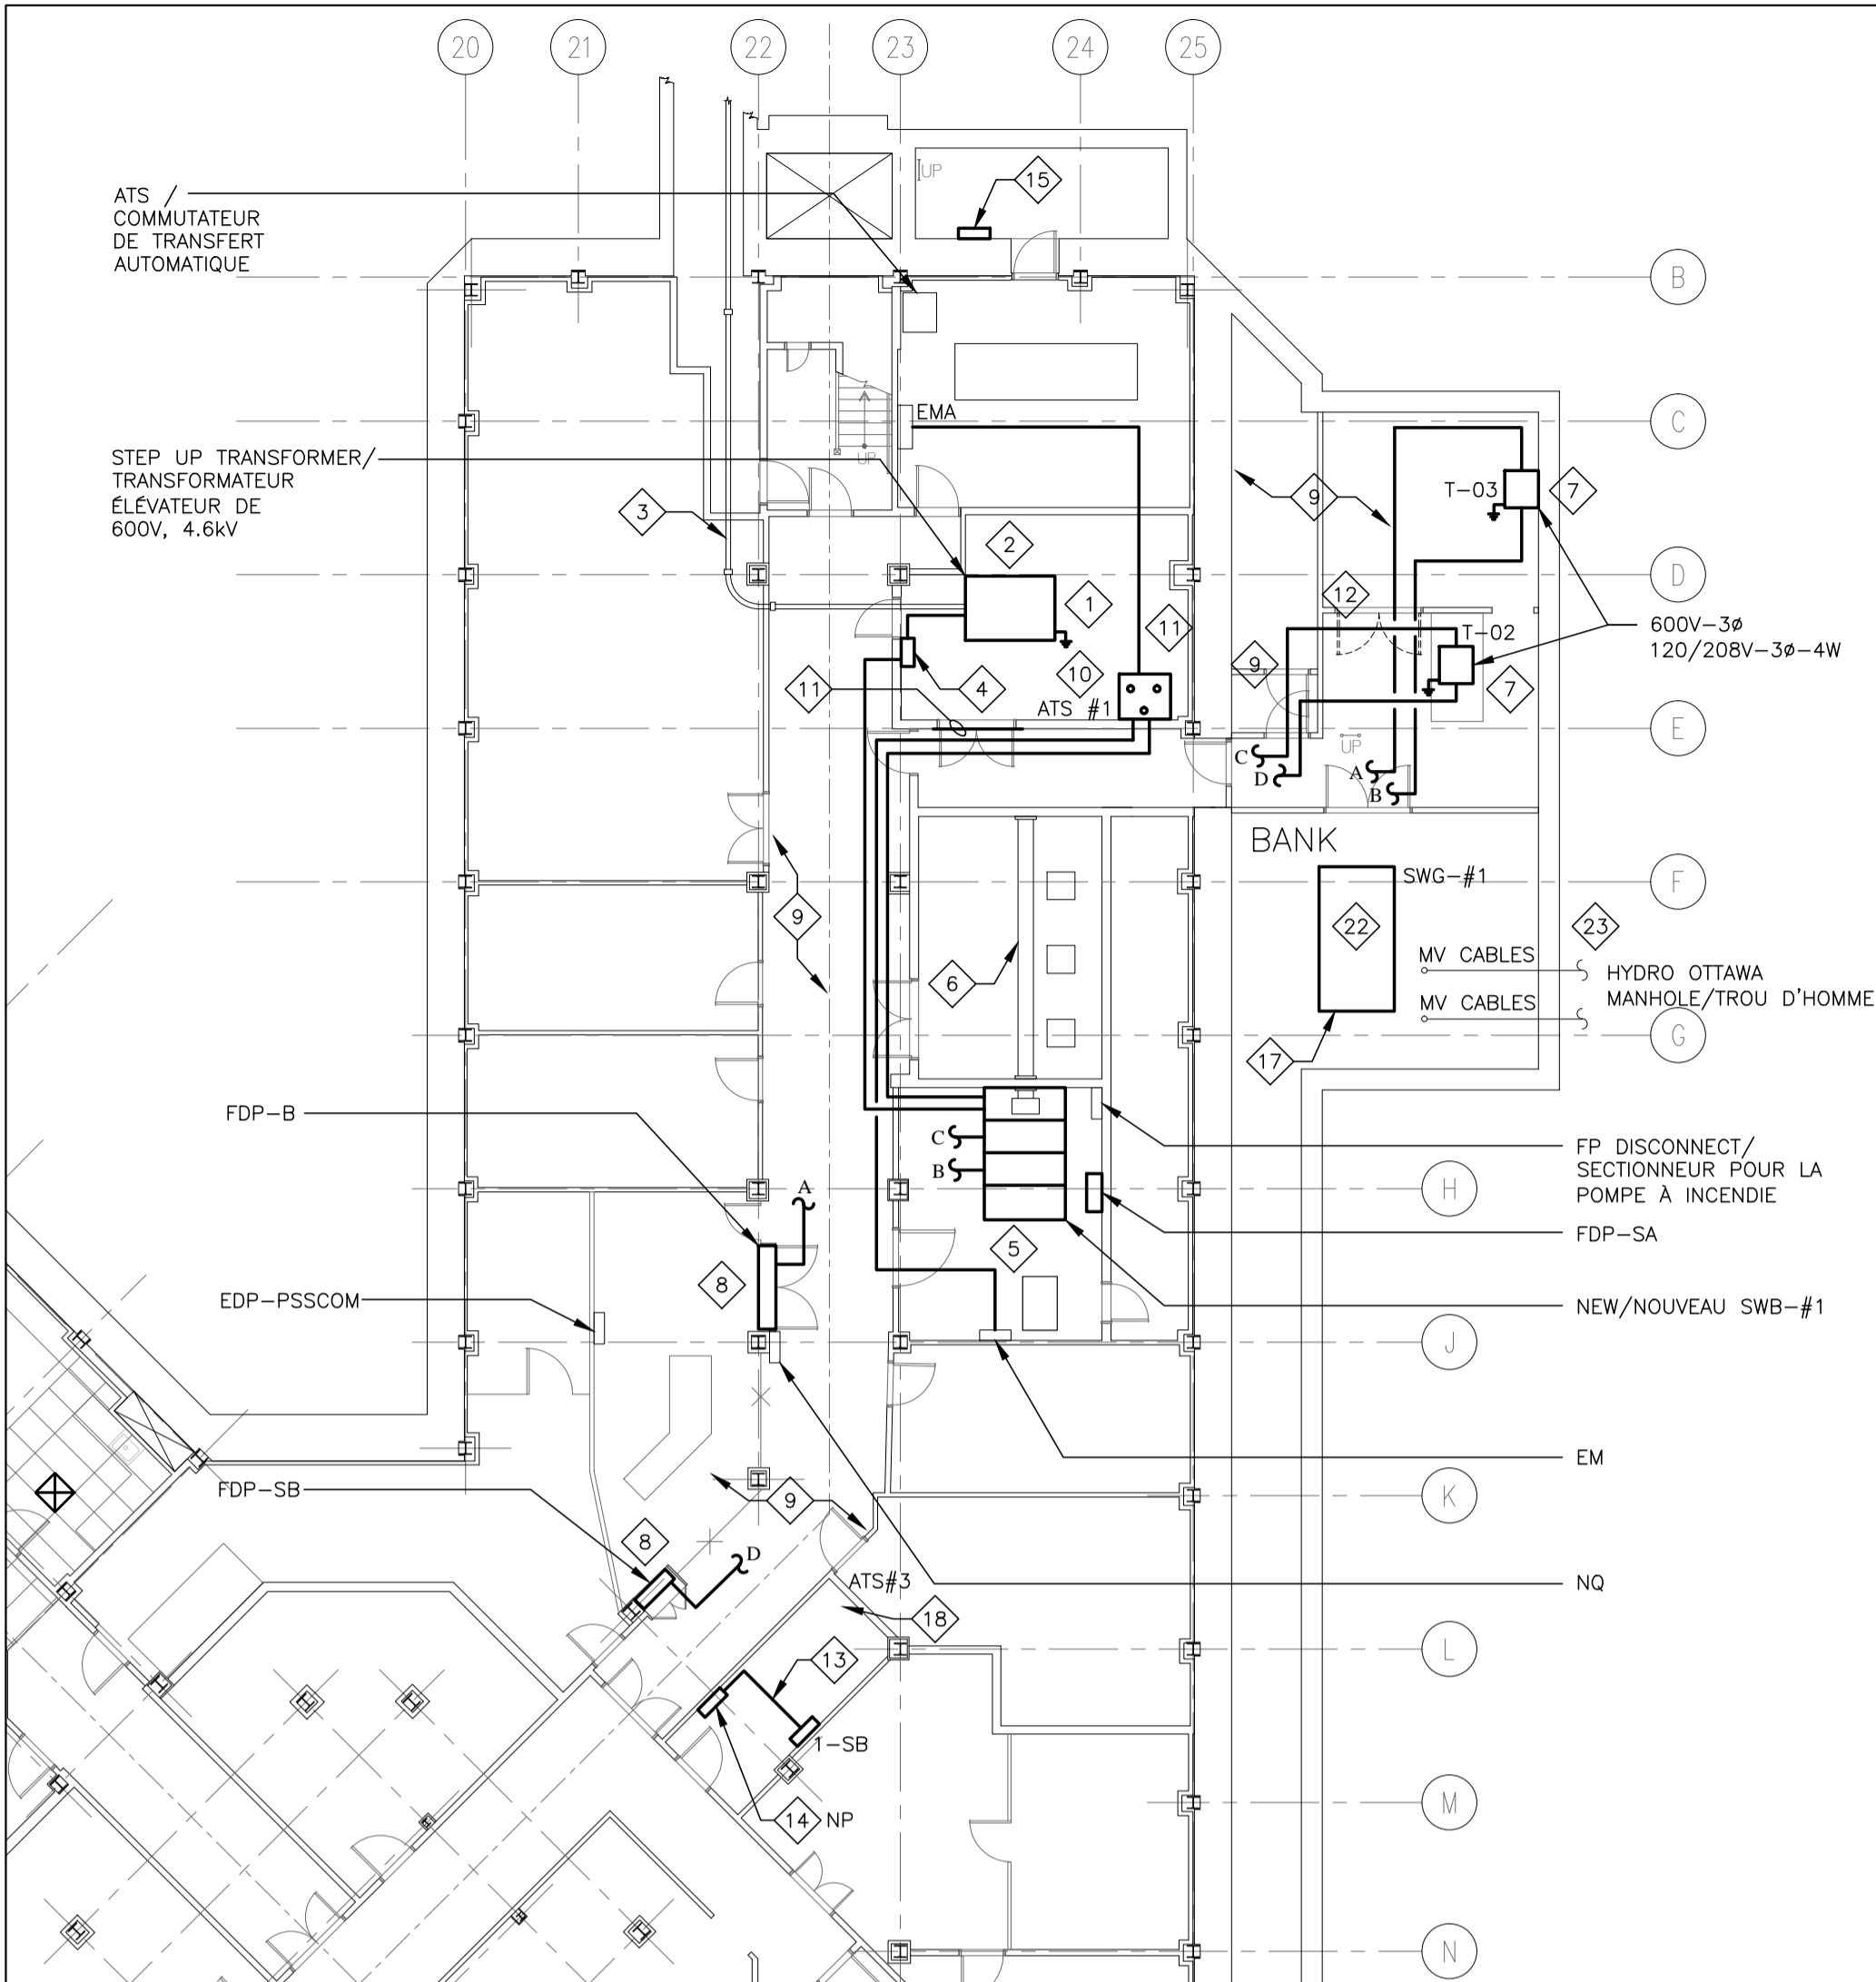 20
21
22
23
24
25
UP
15
ATS /
COMMUTATEUR
DE TRANSFERT
AUTOMATIQUE
B
EMA
C
UP
STEP UP TRANSFORMER/
TRANSFORMATEUR
ÉLÉVATEUR DE
600V, 4.6kV
3
9
T-03
7
2
D
1
12
11
600V-3ø
120/208V-3ø-4W
T-02
9
10
4
11
7
ATS #1
E
UP
C
D
A
B
BANK
SWG-#1
F
9
22
23
6
MV CABLES
HYDRO OTTAWA
MANHOLE/TROU D'HOMME
MV CABLES
G
17
FDP-B
C
B
FP DISCONNECT/
SECTIONNEUR POUR LA
POMPE À INCENDIE
H
A
FDP-SA
5
8
EDP-PSSCOM
NEW/NOUVEAU SWB-#1
J
EM
FDP-SB
9
K
8
D
ATS#3
NQ
18
L
13
1-SB
14
NP
M
N